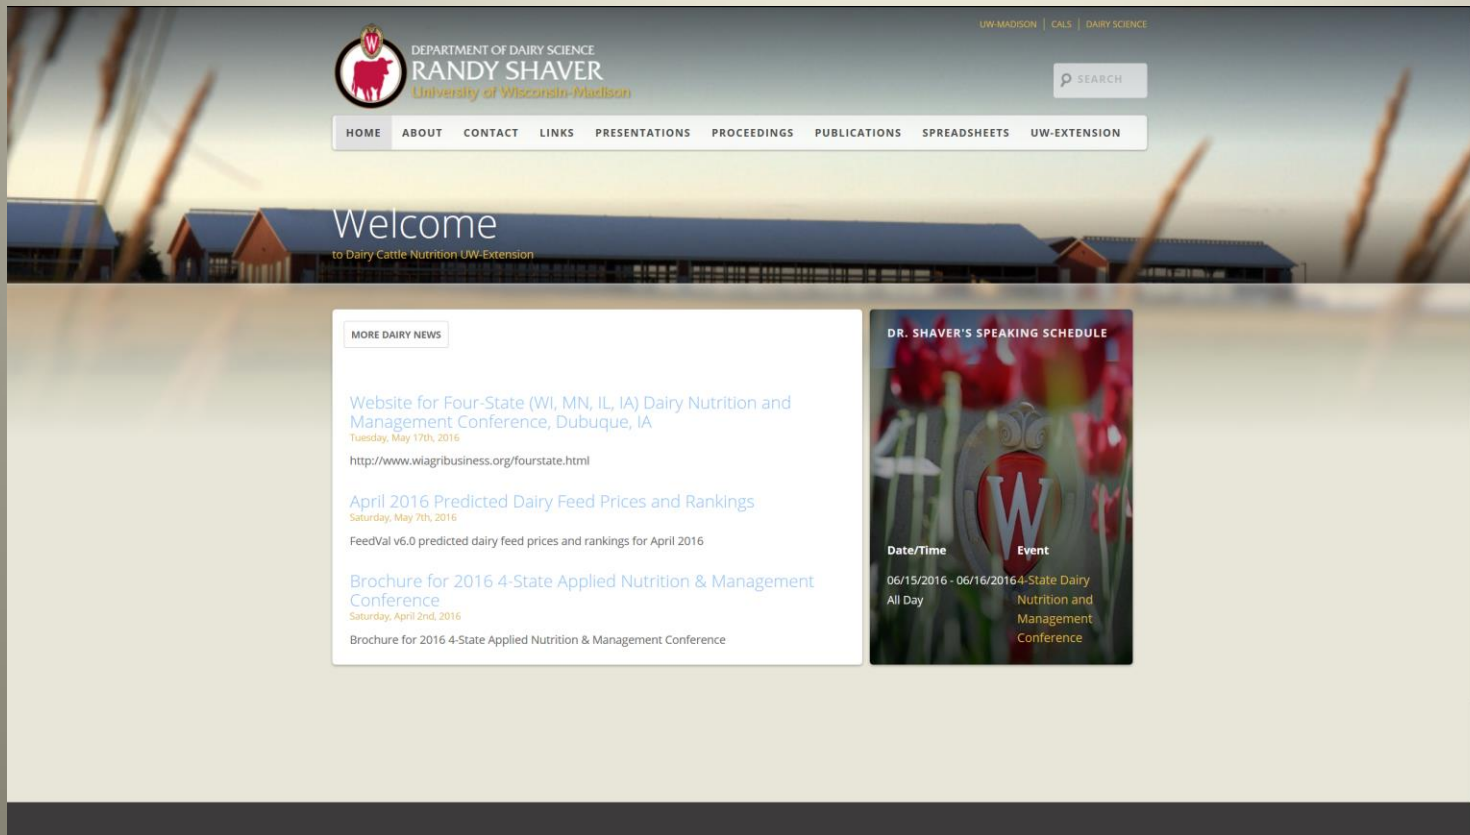 UW-MADISON | CALS | DAIRY SCIENCE
W
DEPARTMENT OF DAIRY SCIENCE
RANDY SHAVER
University of Wisconsin-Madison
SEARCH
HOME ABOUT CONTACT LINKS PRESENTATIONS PROCEEDINGS PUBLICATIONS SPREADSHEETS UW-EXTENSION
Welcome
to Dairy Cattle Nutrition UW-Extension
MORE DAIRY NEWS
Website for Four-State (WI, MN, IL, IA) Dairy Nutrition and
Management Conference, Dubuque, IA
Tuesday, May 17th, 2016
http://www.wiagribusiness.org/fourstate.html
April 2016 Predicted Dairy Feed Prices and Rankings
Saturday, May 7th, 2016
FeedVal v6.0 predicted dairy feed prices and rankings for April 2016
Brochure for 2016 4-State Applied Nutrition & Management
Conference
Saturday, April 2nd, 2016
Brochure for 2016 4-State Applied Nutrition & Management Conference
DR. SHAVER'S SPEAKING SCHEDULE
W
Date/Time Event
06/15/2016 - 06/16/2016 4-State Dairy
All Day Nutrition and
Management
Conference